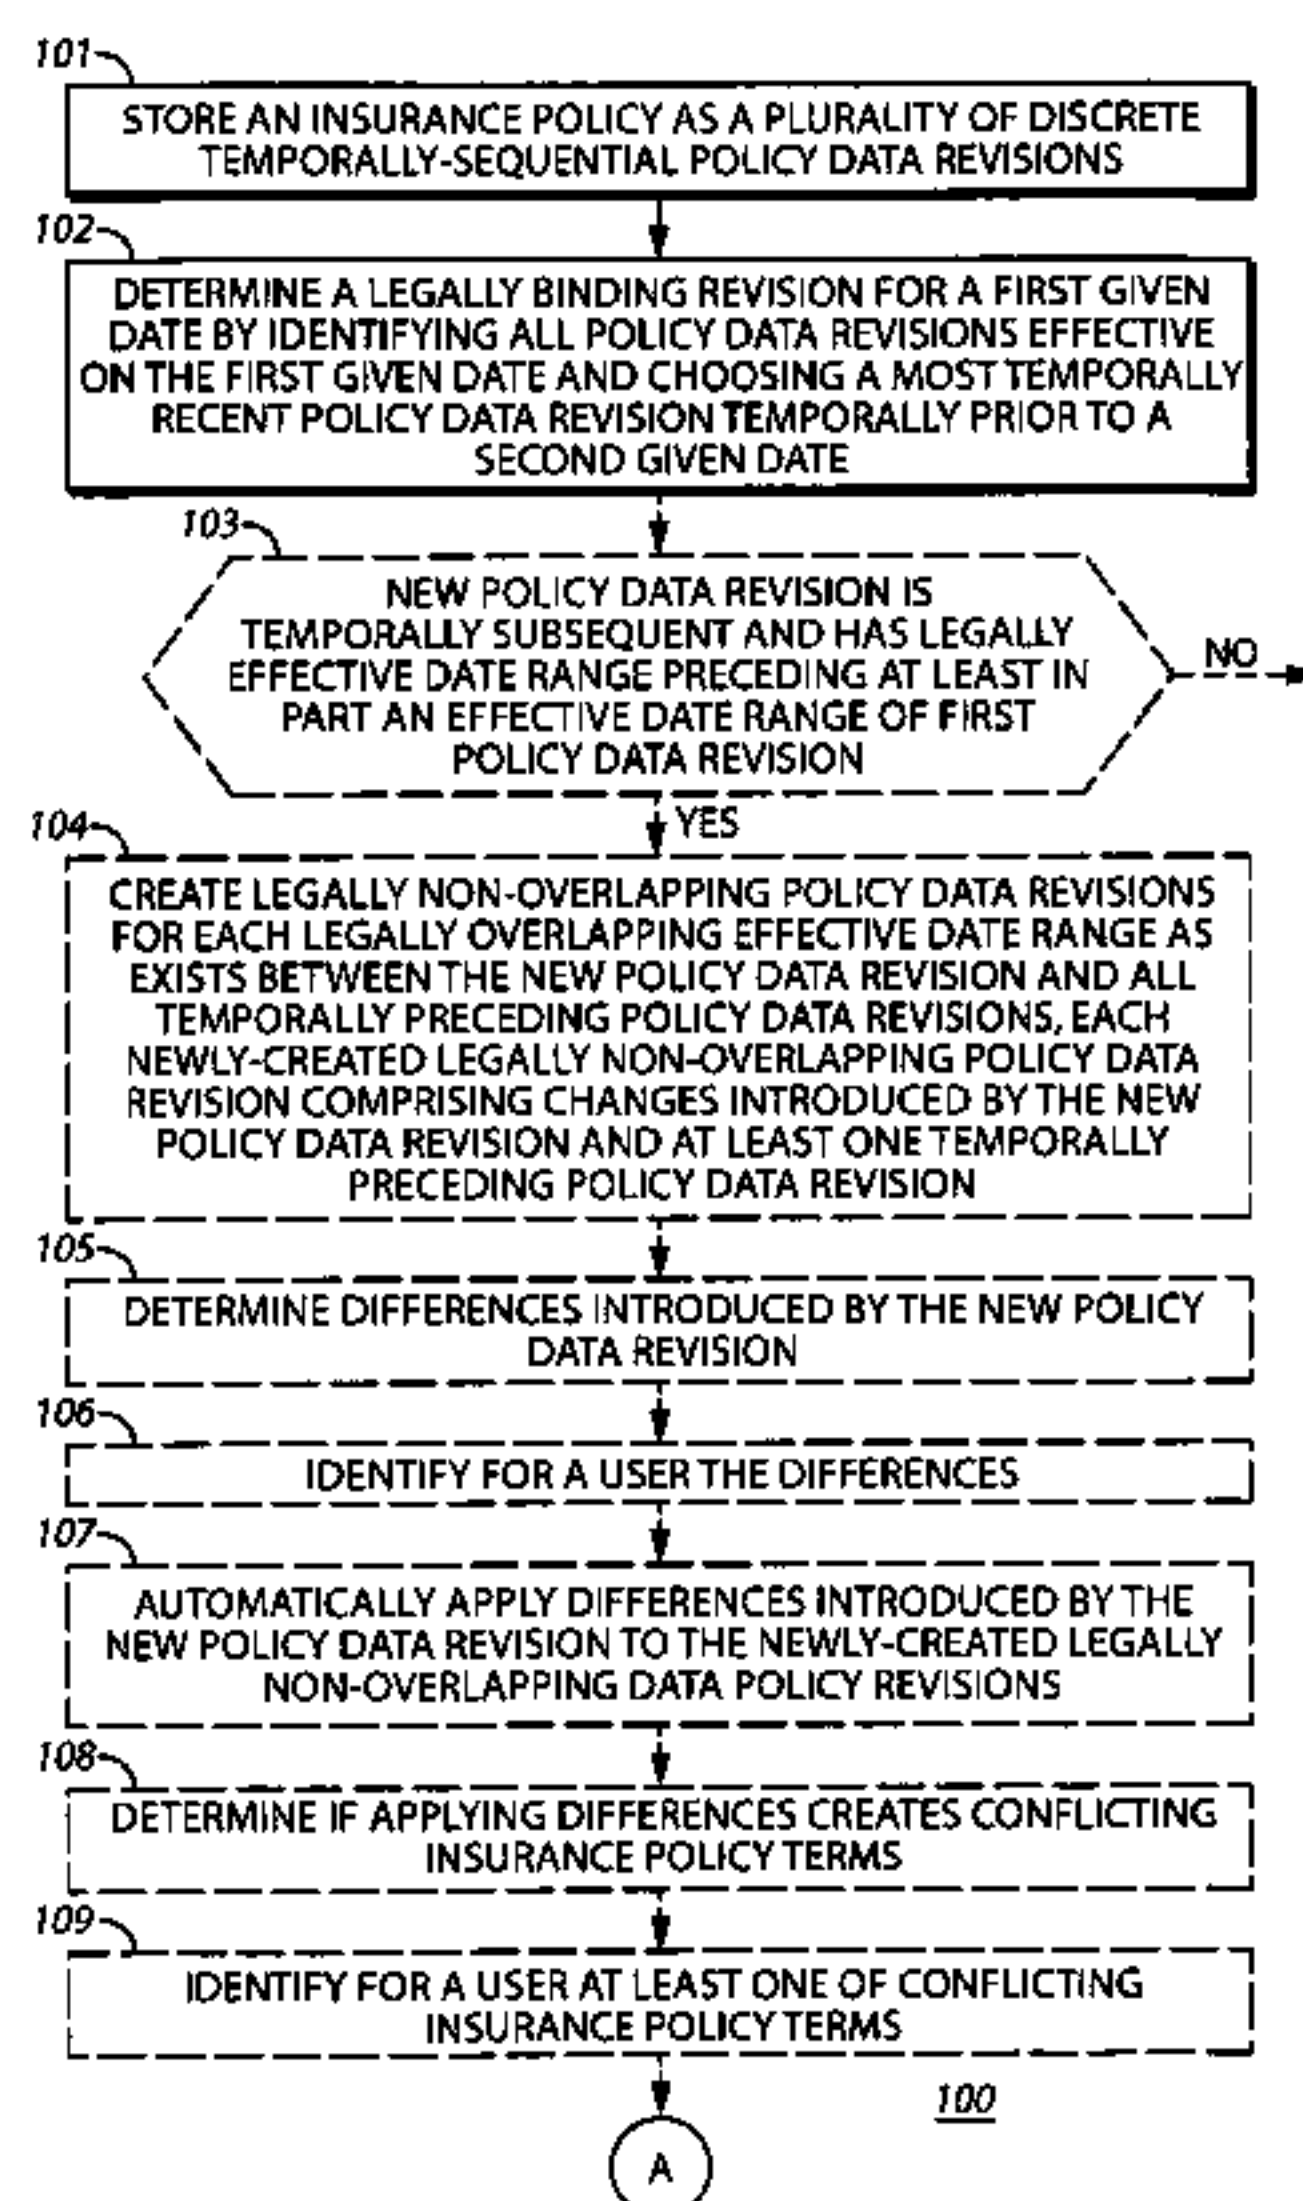 101
STORE AN INSURANCE POLICY AS A PLURALITY OF DISCRETE
TEMPORALLY-SEQUENTIAL POLICY DATA REVISIONS
102
DETERMINE A LEGALLY BINDING REVISION FOR A FIRST GIVEN
DATE BY IDENTIFYING ALL POLICY DATA REVISIONS EFFECTIVE
ON THE FIRST GIVEN DATE AND CHOOSING A MOST TEMPORALLY
RECENT POLICY DATA REVISION TEMPORALLY PRIOR TO A
SECOND GIVEN DATE
103
NEW POLICY DATA REVISION IS
TEMPORALLY SUBSEQUENT AND HAS LEGALLY
EFFECTIVE DATE RANGE PRECEDING AT LEAST IN
PART AN EFFECTIVE DATE RANGE OF FIRST
POLICY DATA REVISION
NO
YES
104
CREATE LEGALLY NON-OVERLAPPING POLICY DATA REVISIONS
FOR EACH LEGALLY OVERLAPPING EFFECTIVE DATE RANGE AS
EXISTS BETWEEN THE NEW POLICY DATA REVISION AND ALL
TEMPORALLY PRECEDING POLICY DATA REVISIONS, EACH
NEWLY-CREATED LEGALLY NON-OVERLAPPING POLICY DATA
REVISION COMPRISING CHANGES INTRODUCED BY THE NEW
POLICY DATA REVISION AND AT LEAST ONE TEMPORALLY
PRECEDING POLICY DATA REVISION
105
DETERMINE DIFFERENCES INTRODUCED BY THE NEW POLICY
DATA REVISION
106
IDENTIFY FOR A USER THE DIFFERENCES
107
AUTOMATICALLY APPLY DIFFERENCES INTRODUCED BY THE
NEW POLICY DATA REVISION TO THE NEWLY-CREATED LEGALLY
NON-OVERLAPPING DATA POLICY REVISIONS
108
DETERMINE IF APPLYING DIFFERENCES CREATES CONFLICTING
INSURANCE POLICY TERMS
109
IDENTIFY FOR A USER AT LEAST ONE OF CONFLICTING
INSURANCE POLICY TERMS
100
A